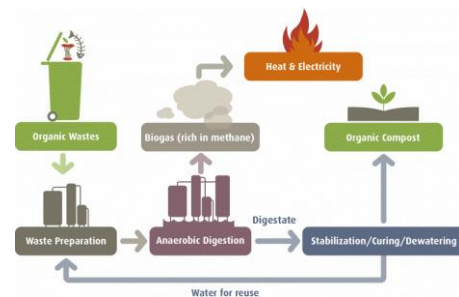 Heat & Electricity
Organic Wastes
Biogas (rich in methane)
Organic Compost
Digestate
Waste Preparation
Anaerobic Digestion
Stabilization/Curing/Dewatering
Water for reuse